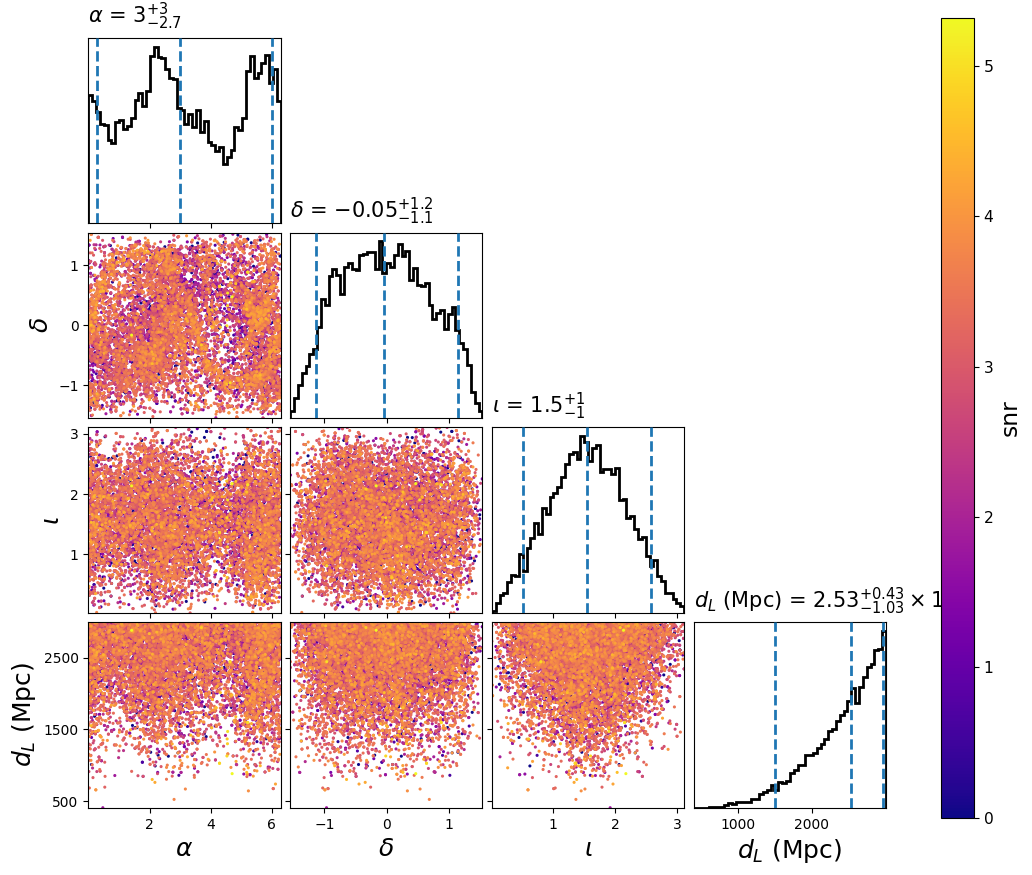 α = 3^{+3}_{-2.7}
δ = −0.05^{+1.2}_{-1.1}
ι = 1.5^{+1}_{-1}
d_L (Mpc) = 2.53^{+0.43}_{-1.03} × 1
δ
1
0
−1
ι
3
2
1
d_L (Mpc)
2500
1500
500
2 4 6
α
−1 0 1
δ
1 2 3
ι
1000 2000
d_L (Mpc)
5
4
3
2
1
0
snr